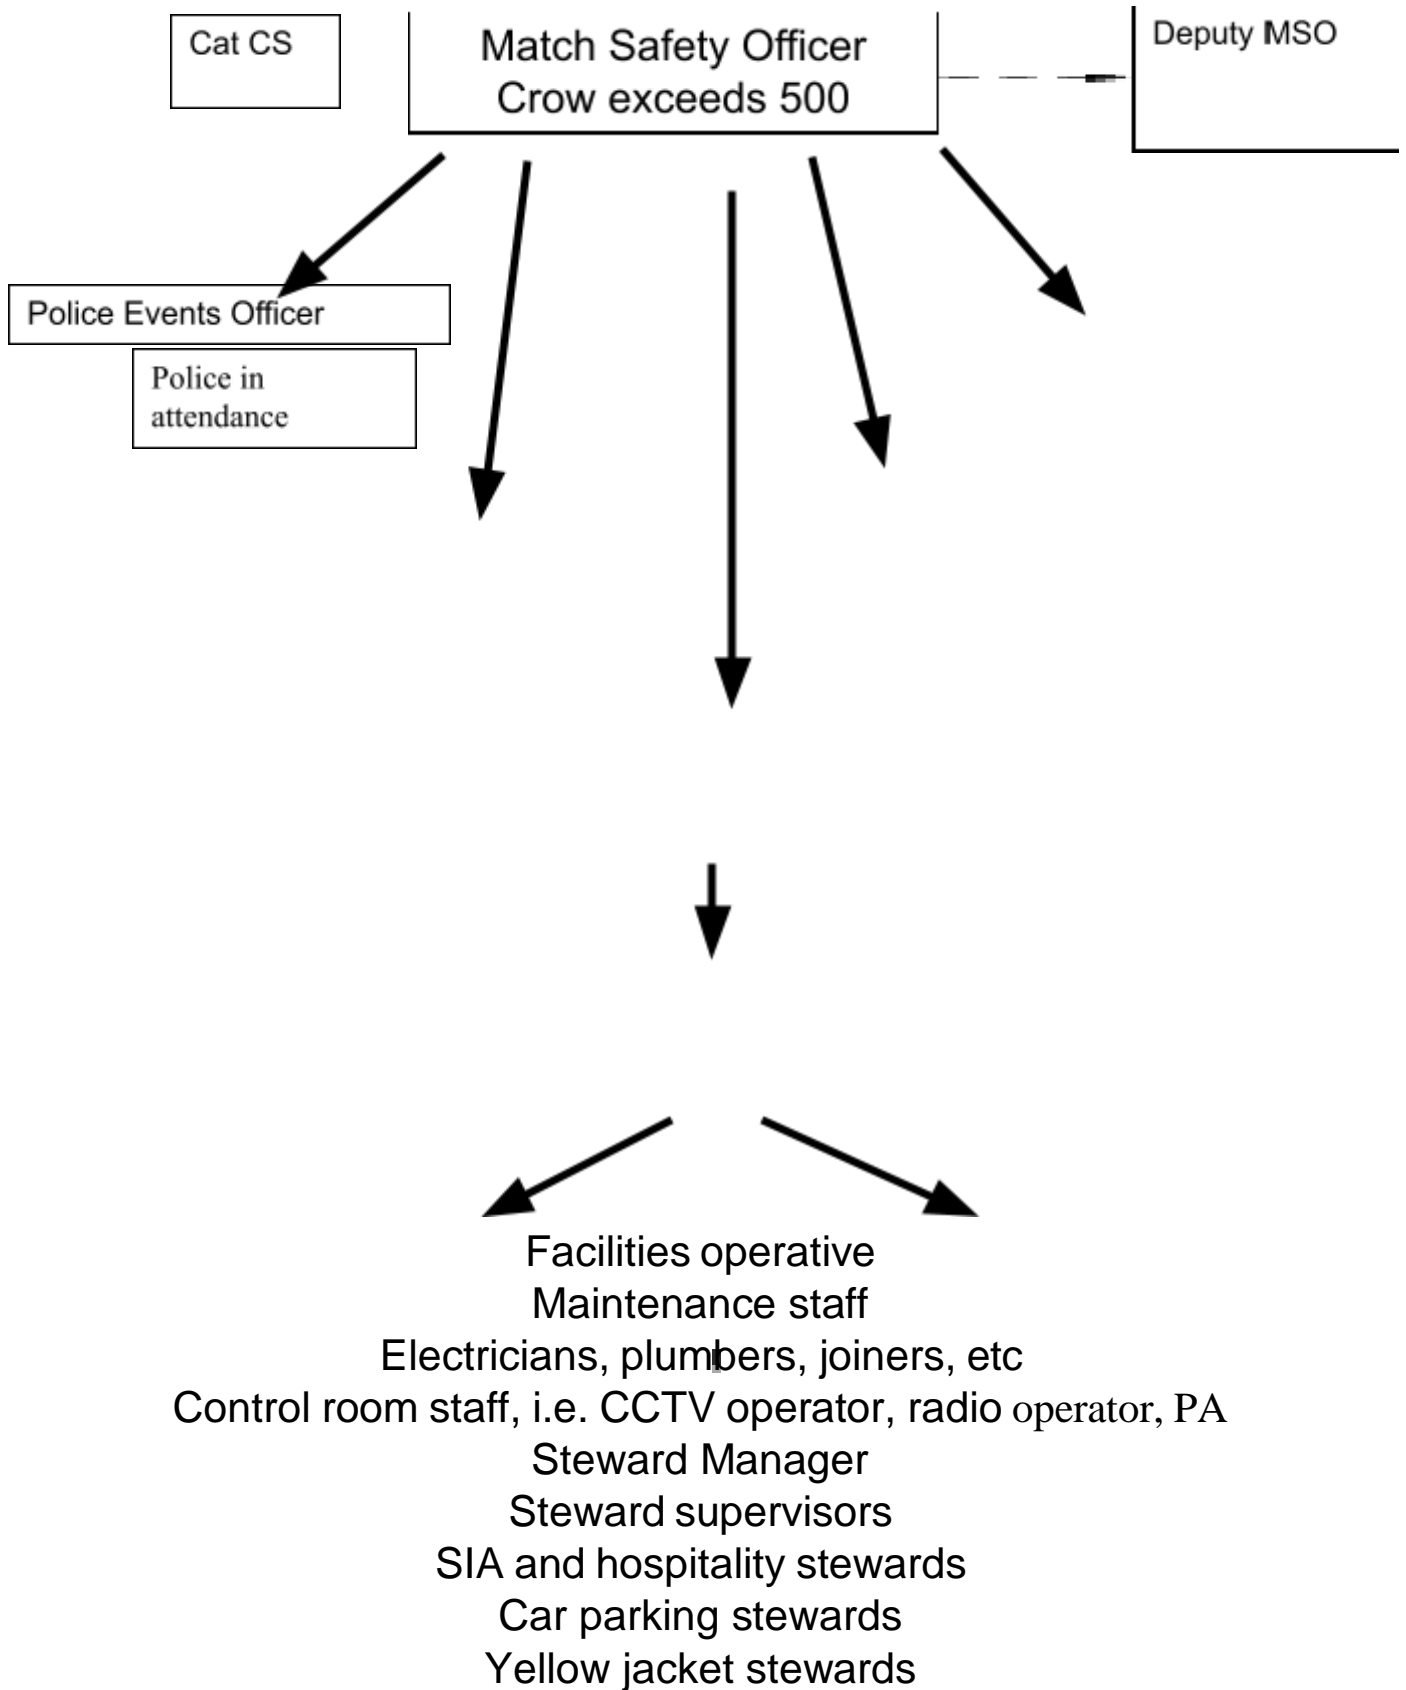 Cat CS
Match Safety Officer
Crow exceeds 500
Deputy MSO
Police Events Officer
Police in
attendance
Facilities operative
Maintenance staff
Electricians, plumbers, joiners, etc
Control room staff, i.e. CCTV operator, radio operator, PA
Steward Manager
Steward supervisors
SIA and hospitality stewards
Car parking stewards
Yellow jacket stewards